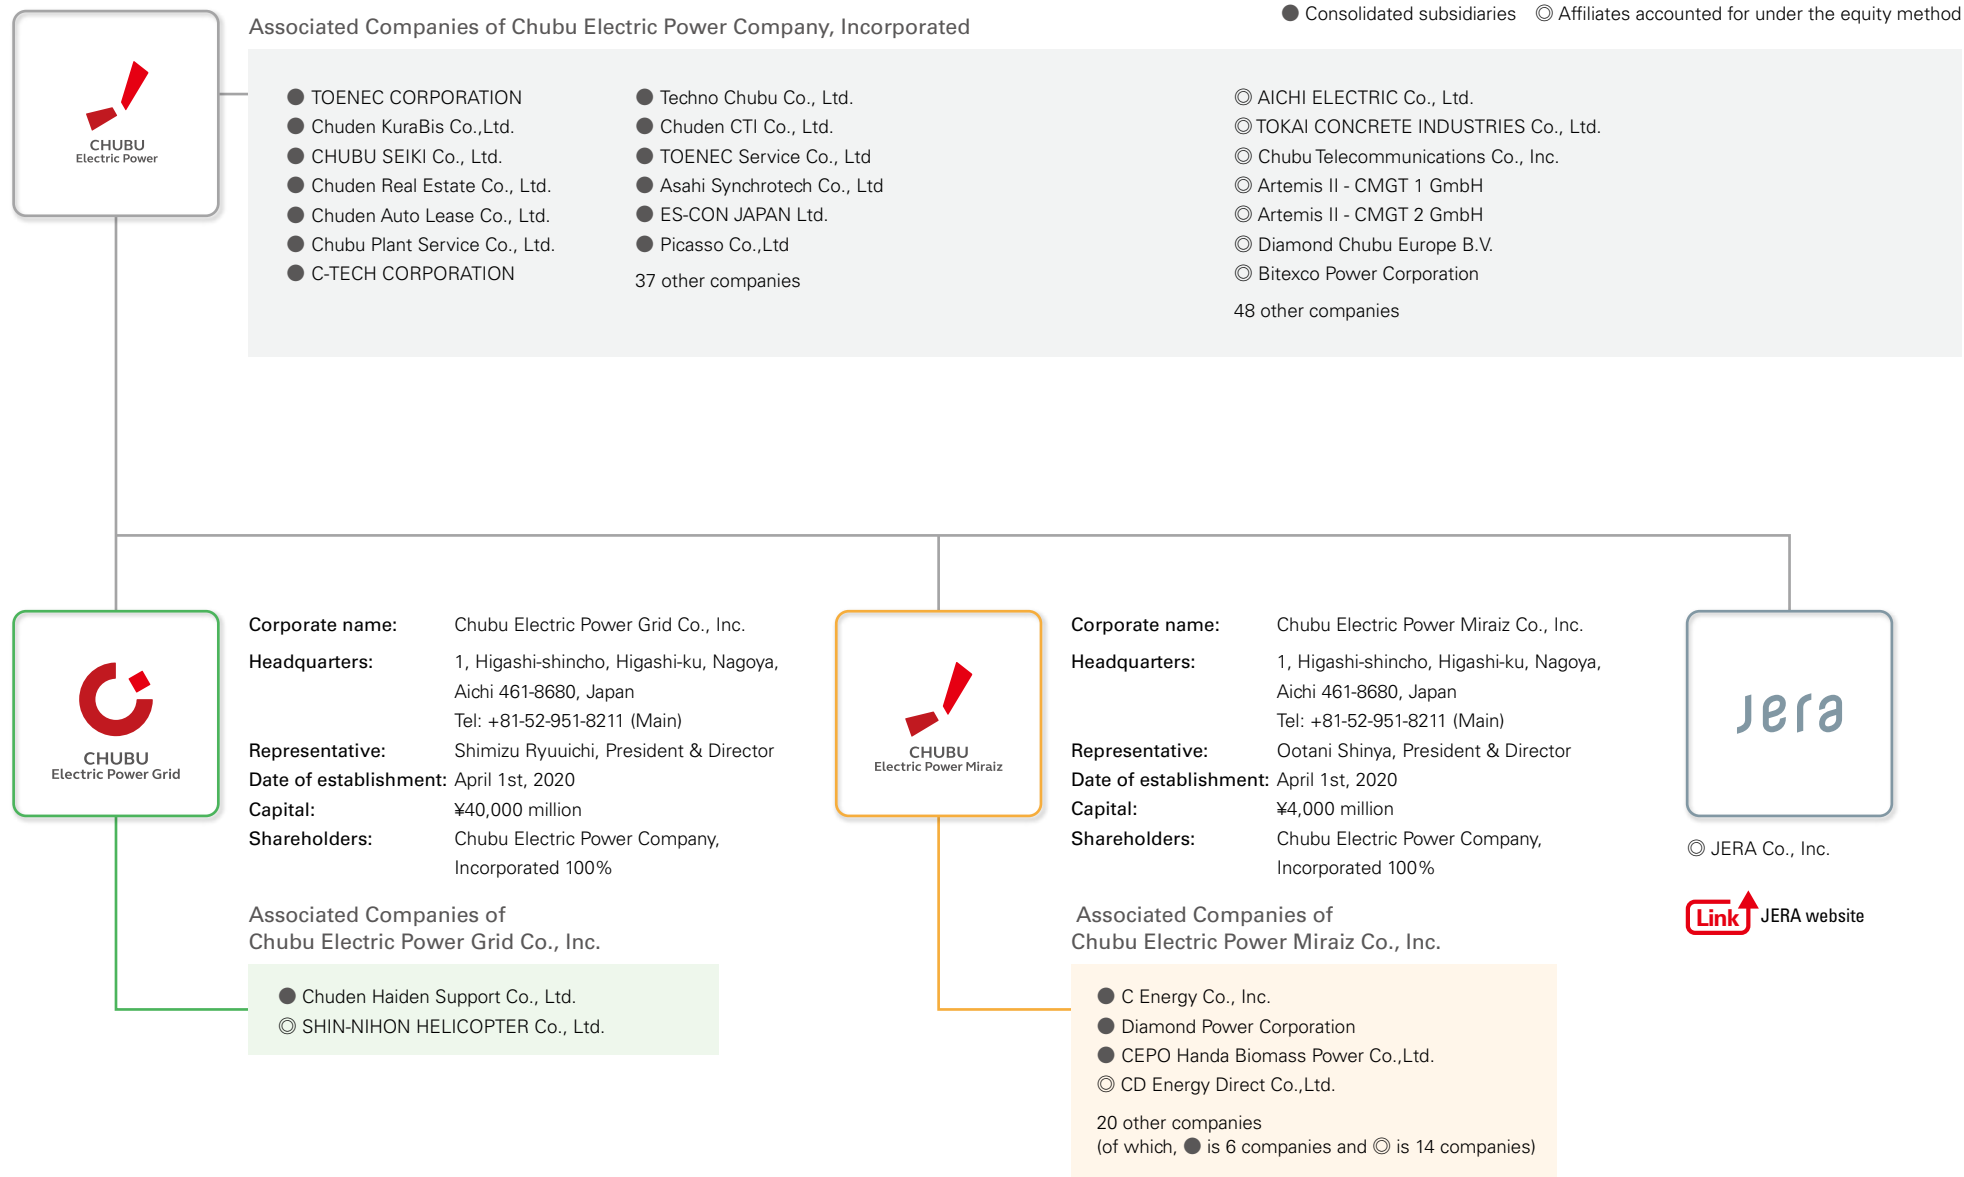 ● Consolidated subsidiaries ◎ Affiliates accounted for under the equity method
Associated Companies of Chubu Electric Power Company, Incorporated
CHUBU
Electric Power
● TOENEC CORPORATION
● Chuden KuraBis Co.,Ltd.
● CHUBU SEIKI Co., Ltd.
● Chuden Real Estate Co., Ltd.
● Chuden Auto Lease Co., Ltd.
● Chubu Plant Service Co., Ltd.
● C-TECH CORPORATION
● Techno Chubu Co., Ltd.
● Chuden CTI Co., Ltd.
● TOENEC Service Co., Ltd
● Asahi Synchrotech Co., Ltd
● ES-CON JAPAN Ltd.
● Picasso Co.,Ltd
37 other companies
◎ AICHI ELECTRIC Co., Ltd.
◎ TOKAI CONCRETE INDUSTRIES Co., Ltd.
◎ Chubu Telecommunications Co., Inc.
◎ Artemis II - CMGT 1 GmbH
◎ Artemis II - CMGT 2 GmbH
◎ Diamond Chubu Europe B.V.
◎ Bitexco Power Corporation
48 other companies
CHUBU
Electric Power Grid
Corporate name: Chubu Electric Power Grid Co., Inc.
Headquarters: 1, Higashi-shincho, Higashi-ku, Nagoya,
Aichi 461-8680, Japan
Tel: +81-52-951-8211 (Main)
Representative: Shimizu Ryuuichi, President & Director
Date of establishment: April 1st, 2020
Capital: ¥40,000 million
Shareholders: Chubu Electric Power Company,
Incorporated 100%
Associated Companies of
Chubu Electric Power Grid Co., Inc.
● Chuden Haiden Support Co., Ltd.
◎ SHIN-NIHON HELICOPTER Co., Ltd.
CHUBU
Electric Power Miraiz
Corporate name: Chubu Electric Power Miraiz Co., Inc.
Headquarters: 1, Higashi-shincho, Higashi-ku, Nagoya,
Aichi 461-8680, Japan
Tel: +81-52-951-8211 (Main)
Representative: Ootani Shinya, President & Director
Date of establishment: April 1st, 2020
Capital: ¥4,000 million
Shareholders: Chubu Electric Power Company,
Incorporated 100%
Associated Companies of
Chubu Electric Power Miraiz Co., Inc.
● C Energy Co., Inc.
● Diamond Power Corporation
● CEPO Handa Biomass Power Co.,Ltd.
◎ CD Energy Direct Co.,Ltd.
20 other companies
(of which, ● is 6 companies and ◎ is 14 companies)
Jera
◎ JERA Co., Inc.
Link JERA website